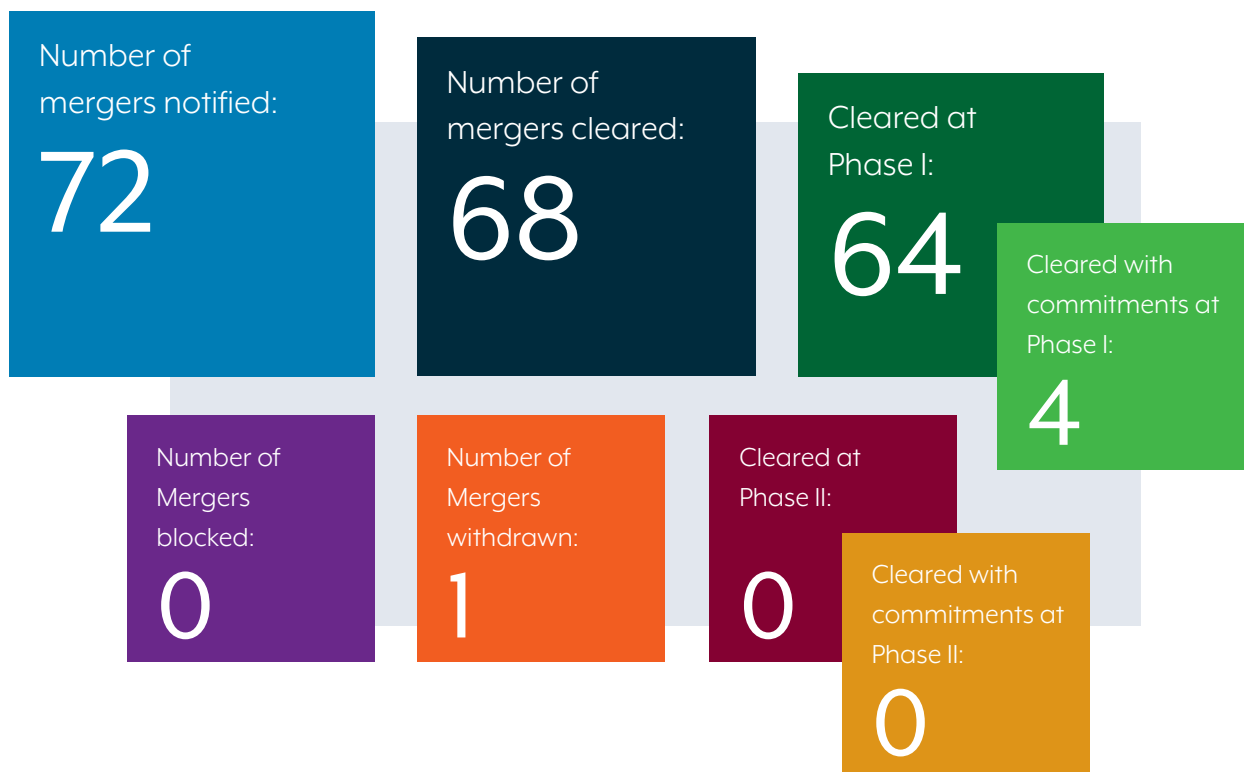 Number of
mergers notified:
72
Number of
mergers cleared:
68
Cleared at
Phase I:
64
Cleared with
commitments at
Phase I:
4
Number of
Mergers
blocked:
0
Number of
Mergers
withdrawn:
1
Cleared at
Phase II:
0
Cleared with
commitments at
Phase II:
0